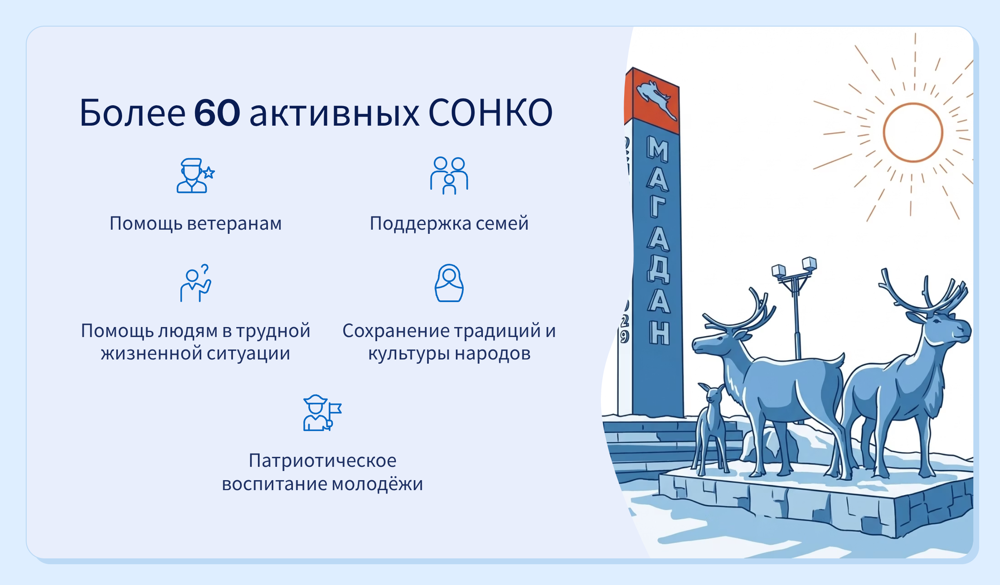 Более 60 активных СОНКО
Помощь ветеранам
Поддержка семей
Помощь людям в трудной
жизненной ситуации
Сохранение традиций и
культуры народов
Патриотическое
воспитание молодёжи
МАГАДАН
29